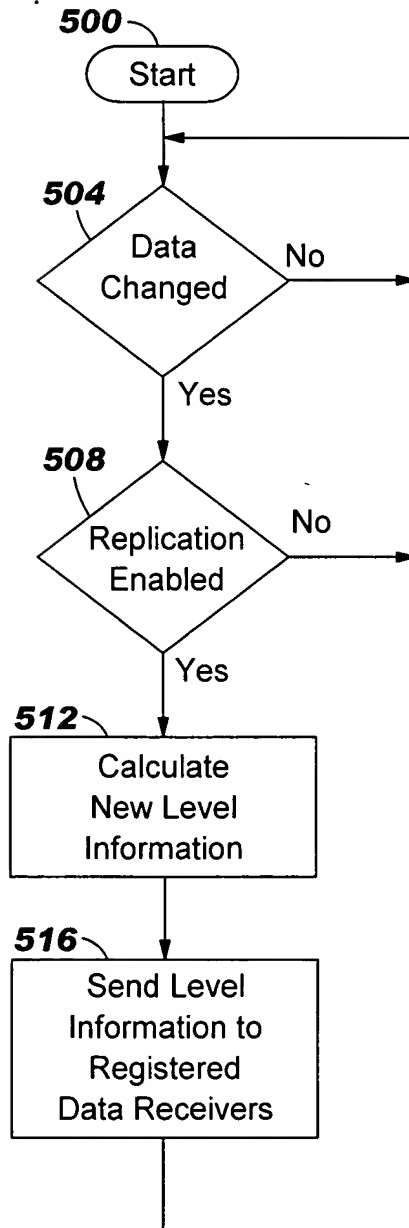 500
Start
504
Data
Changed
No
Yes
508
Replication
Enabled
No
Yes
512
Calculate
New Level
Information
516
Send Level
Information to
Registered
Data Receivers